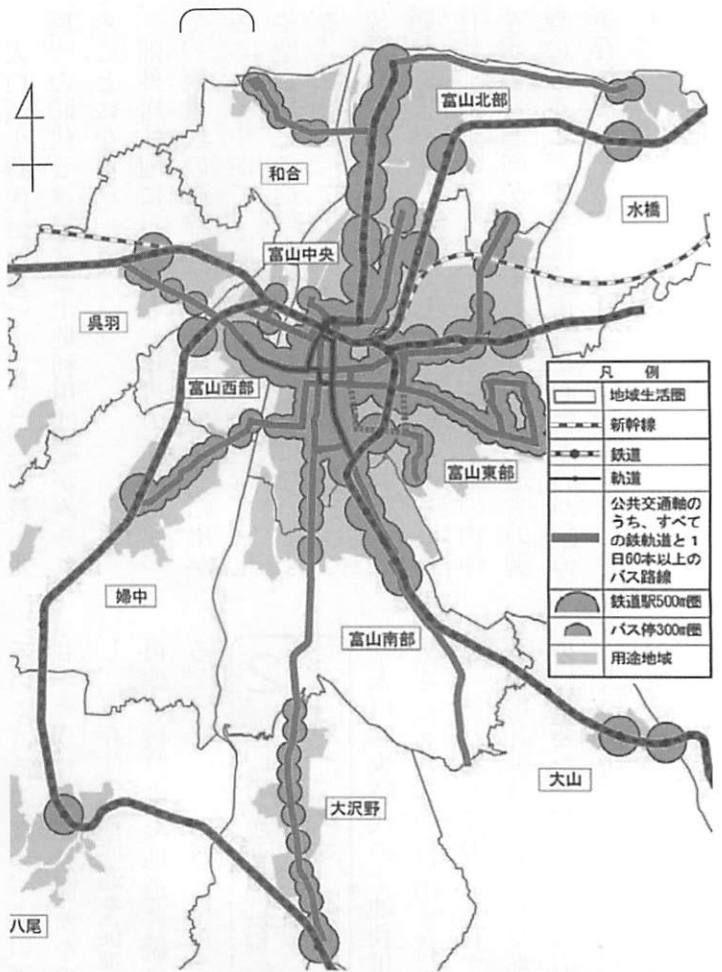 富山北部
和合
水橋
富山中央
呉羽
富山西部
富山東部
婦中
富山南部
大山
大沢野
八尾
凡 例
地域生活圏
新幹線
鉄道
軌道
公共交通軸の
うち、すべて
の鉄軌道と1
日60本以上の
バス路線
鉄道駅500m圏
バス停300m圏
用途地域